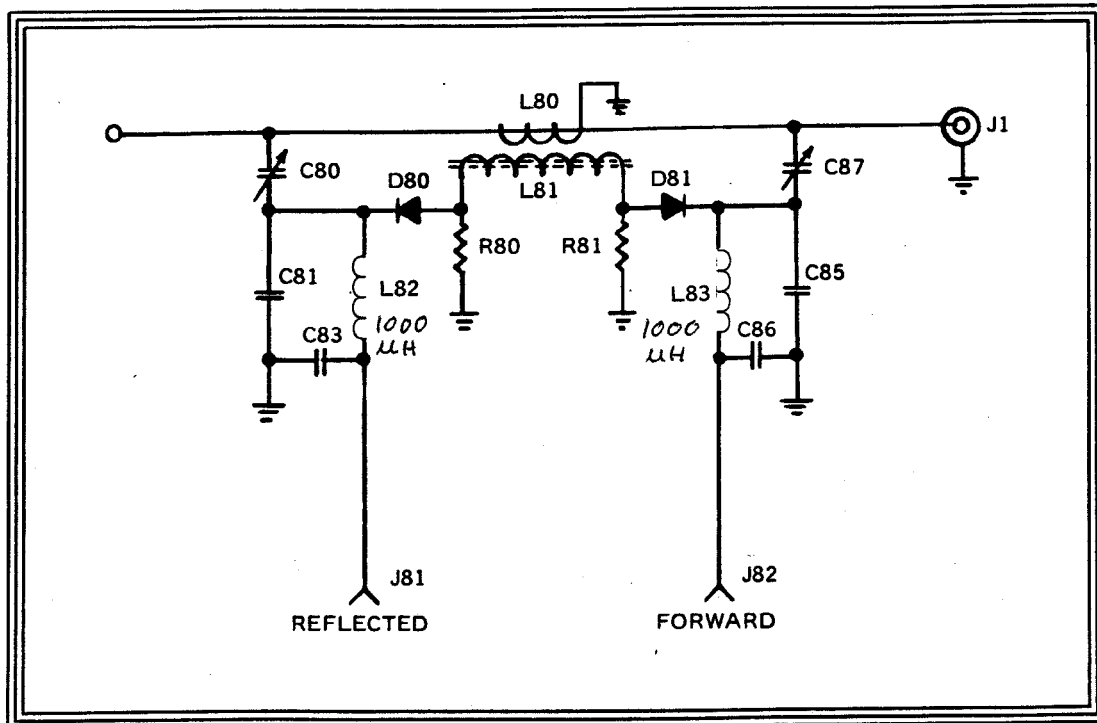 L80
J1
C80
D80
L81
D81
C87
R80
R81
C81
L82
1000
μH
C83
L83
1000
μH
C86
C85
J81
REFLECTED
J82
FORWARD